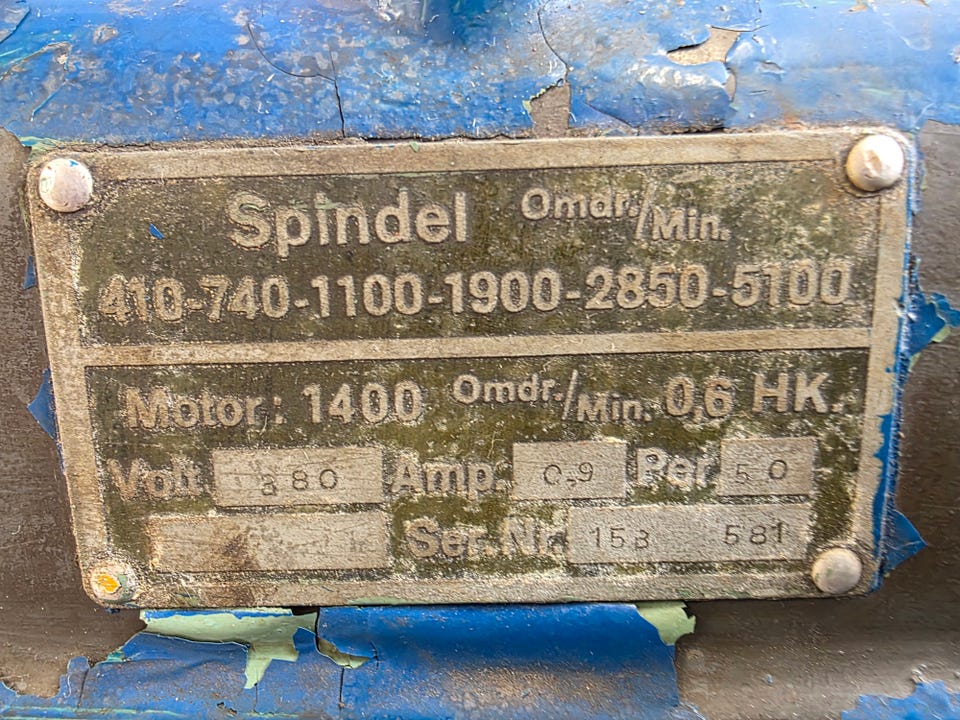 Spindel Omdr./Min.
410-740-1100-1900-2850-5100
Motor: 1400 Omdr./Min. 0,6 HK.
Volt 380 Amp. 0,9 Per 50
Ser. Nr. 153 581